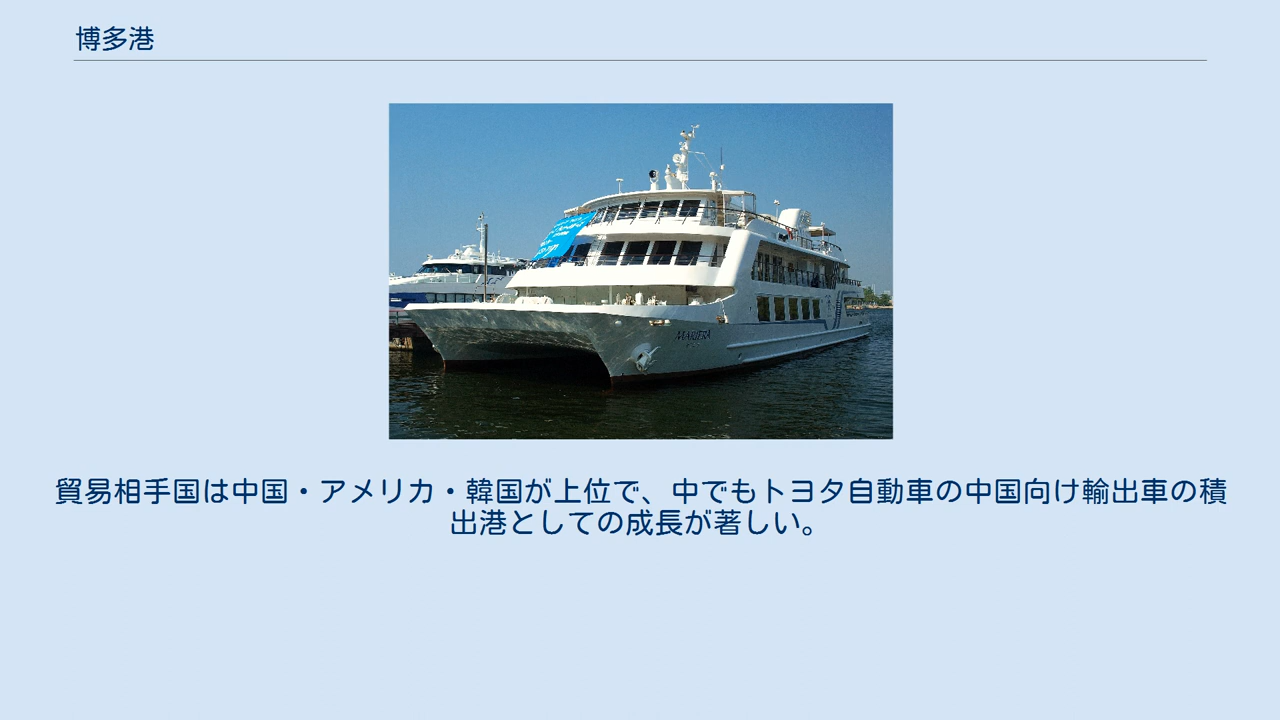 博多港
MARIERA
貿易相手国は中国・アメリカ・韓国が上位で、中でもトヨタ自動車の中国向け輸出車の積
出港としての成長が著しい。